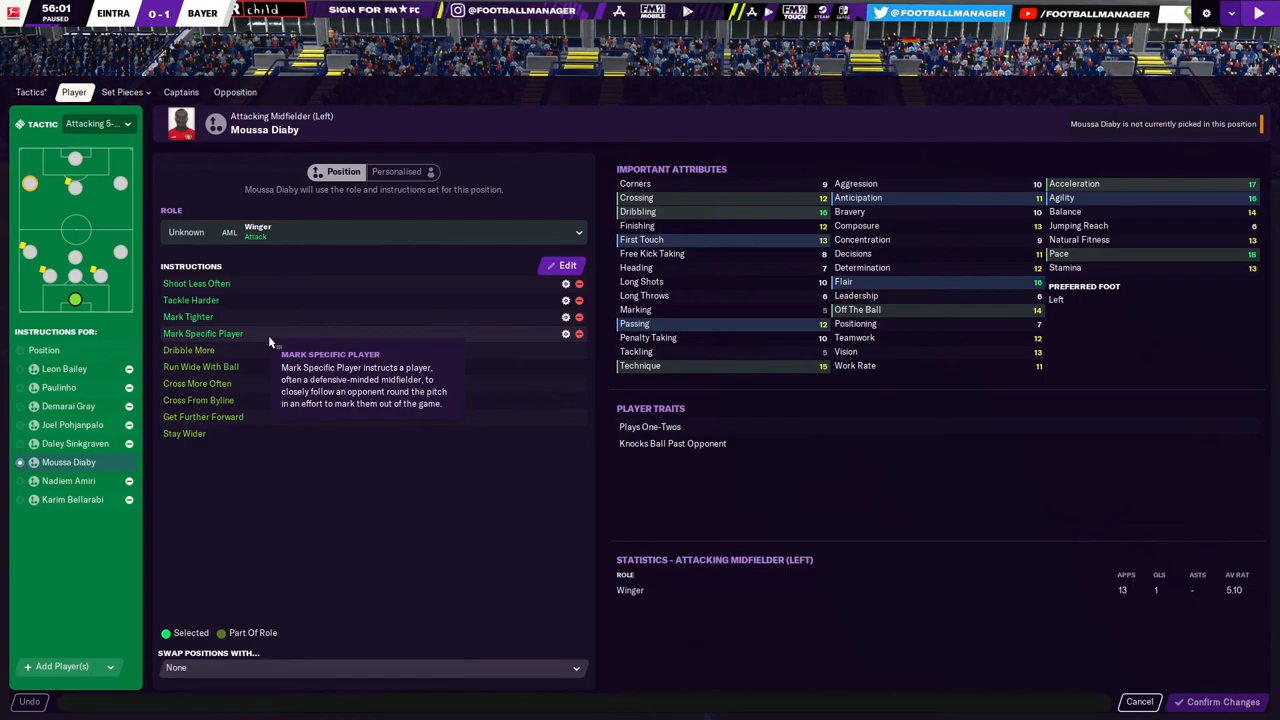 56:01
PAUSED
EINTRA
0 - 1
BAYER
R child
SIGN FOR FM★FC
@FOOTBALLMANAGER
FM21 MOBILE
FM21 TOUCH
STEAM
@FOOTBALLMANAGER
/FOOTBALLMANAGER
Tactics*
Player
Set Pieces
Captains
Opposition
TACTIC
Attacking 5-...
Attacking Midfielder (Left)
Moussa Diaby
Moussa Diaby is not currently picked in this position
Position
Personalised
Moussa Diaby will use the role and instructions set for this position.
ROLE
Unknown
AML
Winger
Attack
INSTRUCTIONS
Edit
Shoot Less Often
Tackle Harder
Mark Tighter
Mark Specific Player
Dribble More
Run Wide With Ball
Cross More Often
Cross From Byline
Get Further Forward
Stay Wider
MARK SPECIFIC PLAYER
Mark Specific Player instructs a player,
often a defensive-minded midfielder, to
closely follow an opponent round the pitch
in an effort to mark them out of the game.
Selected
Part Of Role
SWAP POSITIONS WITH...
None
INSTRUCTIONS FOR:
Position
Leon Bailey
Paulinho
Demarai Gray
Joel Pohjanpalo
Daley Sinkgraven
Moussa Diaby
Nadiem Amiri
Karim Bellarabi
Add Player(s)
IMPORTANT ATTRIBUTES
Corners 9 Aggression 10 Acceleration 17
Crossing 12 Anticipation 11 Agility 16
Dribbling 16 Bravery 10 Balance 14
Finishing 12 Composure 13 Jumping Reach 6
First Touch 13 Concentration 9 Natural Fitness 13
Free Kick Taking 8 Decisions 11 Pace 18
Heading 7 Determination 12 Stamina 13
Long Shots 10 Flair 16 PREFERRED FOOT
Long Throws 6 Leadership 6 Left
Marking 5 Off The Ball 14
Passing 12 Positioning 7
Penalty Taking 10 Teamwork 12
Tackling 5 Vision 13
Technique 15 Work Rate 11
PLAYER TRAITS
Plays One-Twos
Knocks Ball Past Opponent
STATISTICS - ATTACKING MIDFIELDER (LEFT)
ROLE APPS GLS ASTS AV RAT
Winger 13 1 - 5.10
Undo
Cancel
Confirm Changes